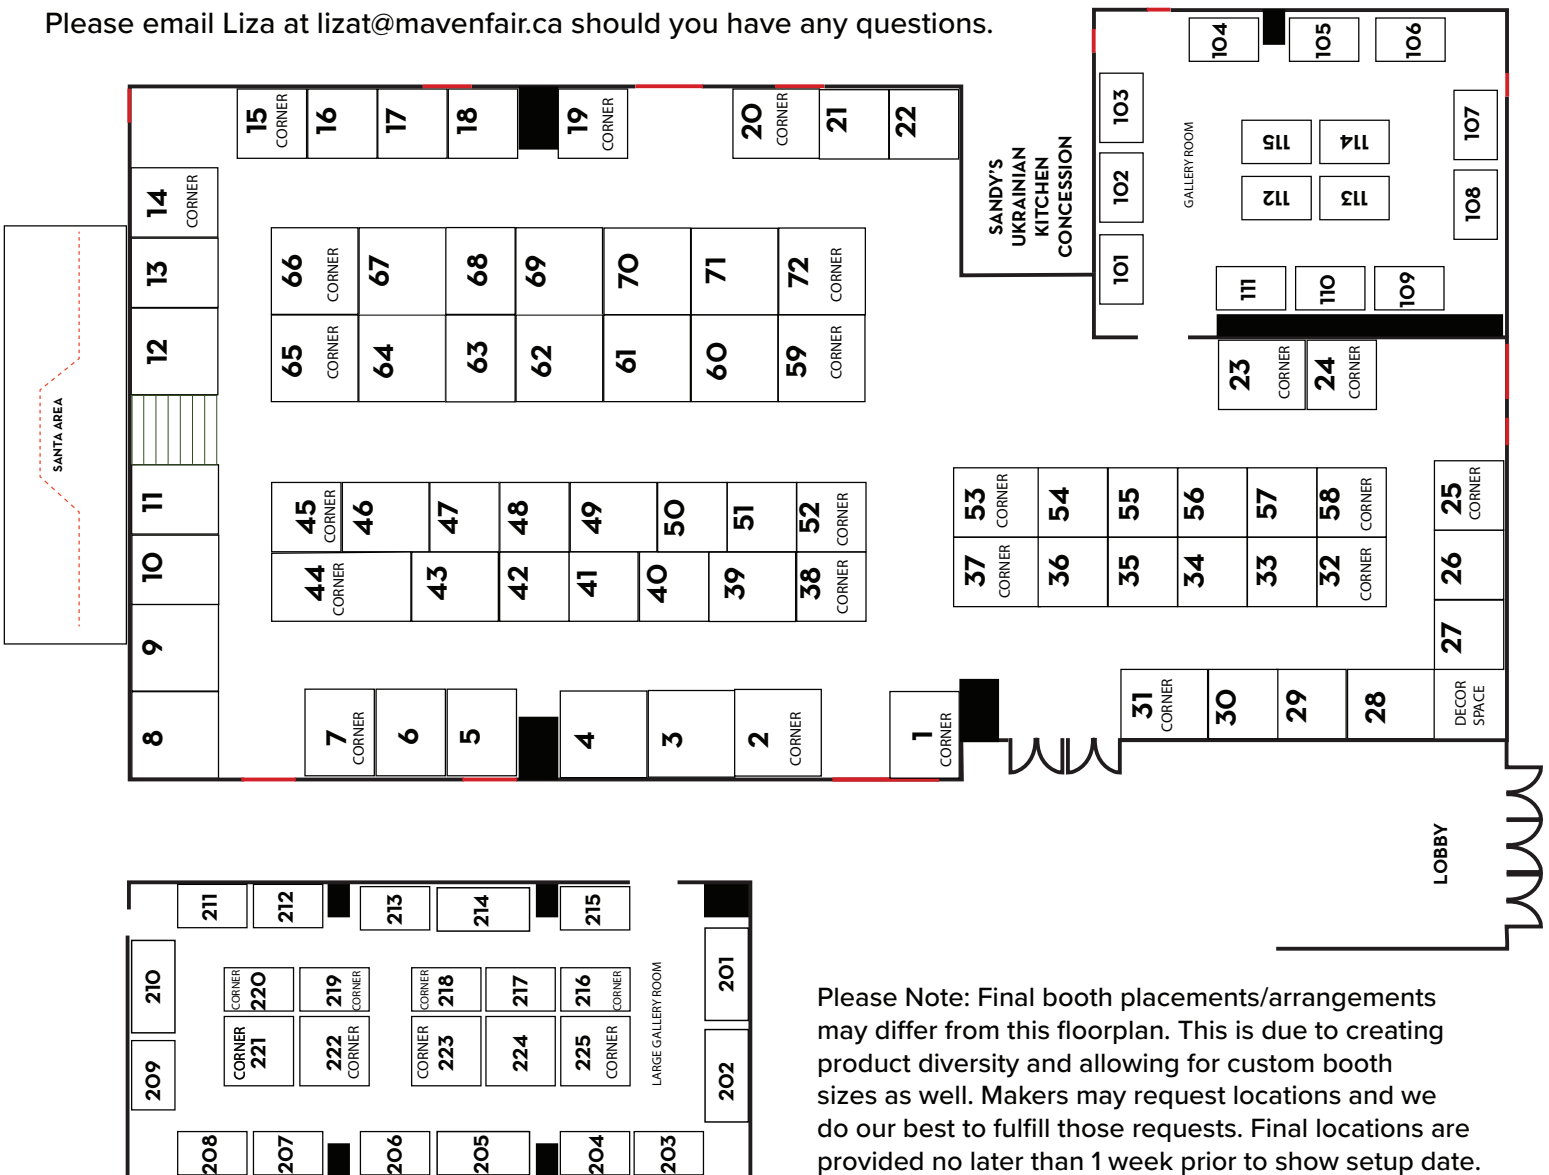 Please email Liza at lizat@mavenfair.ca should you have any questions.
104
105
106
103
102
101
GALLERY ROOM
115
114
112
113
107
108
111
110
109
SANDY'S
UKRAINIAN
KITCHEN
CONCESSION
15
CORNER
16
17
18
19
CORNER
20
CORNER
21
22
14
CORNER
13
12
11
10
9
8
SANTA AREA
66
CORNER
67
68
69
70
71
72
CORNER
65
CORNER
64
63
62
61
60
59
CORNER
23
CORNER
24
CORNER
45
CORNER
46
47
48
49
50
51
52
CORNER
44
CORNER
43
42
41
40
39
38
CORNER
53
CORNER
54
55
56
57
58
CORNER
37
CORNER
36
35
34
33
32
CORNER
25
CORNER
26
27
DECOR
SPACE
7
CORNER
6
5
4
3
2
CORNER
1
CORNER
31
CORNER
30
29
28
LOBBY
211
212
213
214
215
210
209
CORNER
220
219
CORNER
CORNER
218
217
216
CORNER
CORNER
221
222
CORNER
CORNER
223
224
225
CORNER
LARGE GALLERY ROOM
201
202
208
207
206
205
204
203
Please Note: Final booth placements/arrangements
may differ from this floorplan. This is due to creating
product diversity and allowing for custom booth
sizes as well. Makers may request locations and we
do our best to fulfill those requests. Final locations are
provided no later than 1 week prior to show setup date.